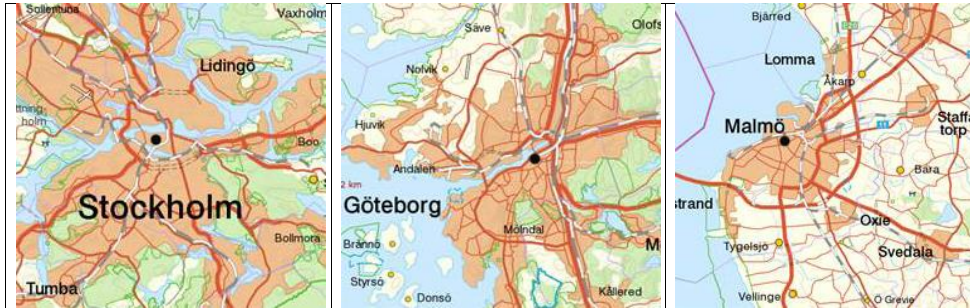 Sollentuna
Vaxholm
Lidingö
ttning-
holm
Boo
Stockholm
Bollmora
Tumba
Säve
Olofs
Nolvik
Hjuvik
Andalen
2 km
Göteborg
Mölndal
M
Brännö
Styrsö
Donsö
Kållered
Bjärred
E20
Lomma
Åkarp
Malmö
Staffa
torp
Bara
strand
Oxie
Tygelsjö
Svedala
Vellinge
Ö Grevie